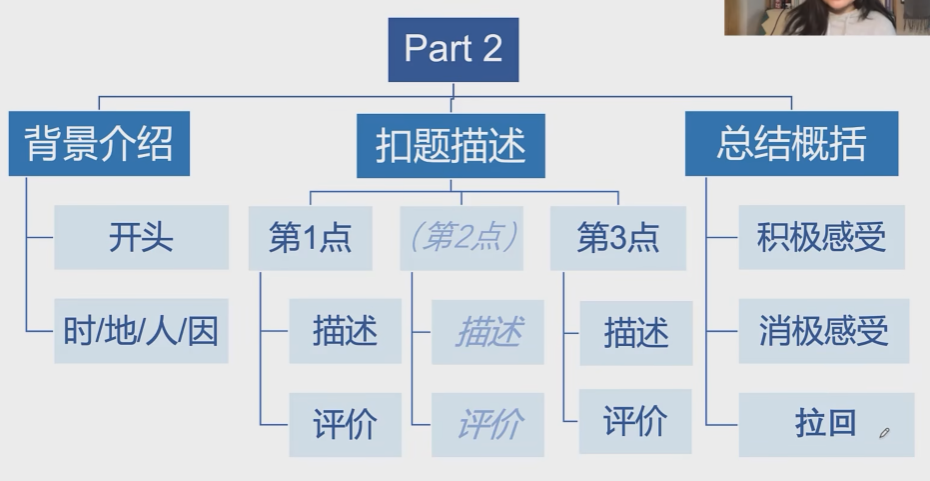 Part 2
背景介绍
扣题描述
总结概括
开头
时/地/人/因
第1点
描述
评价
（第2点）
描述
评价
第3点
描述
评价
积极感受
消极感受
拉回